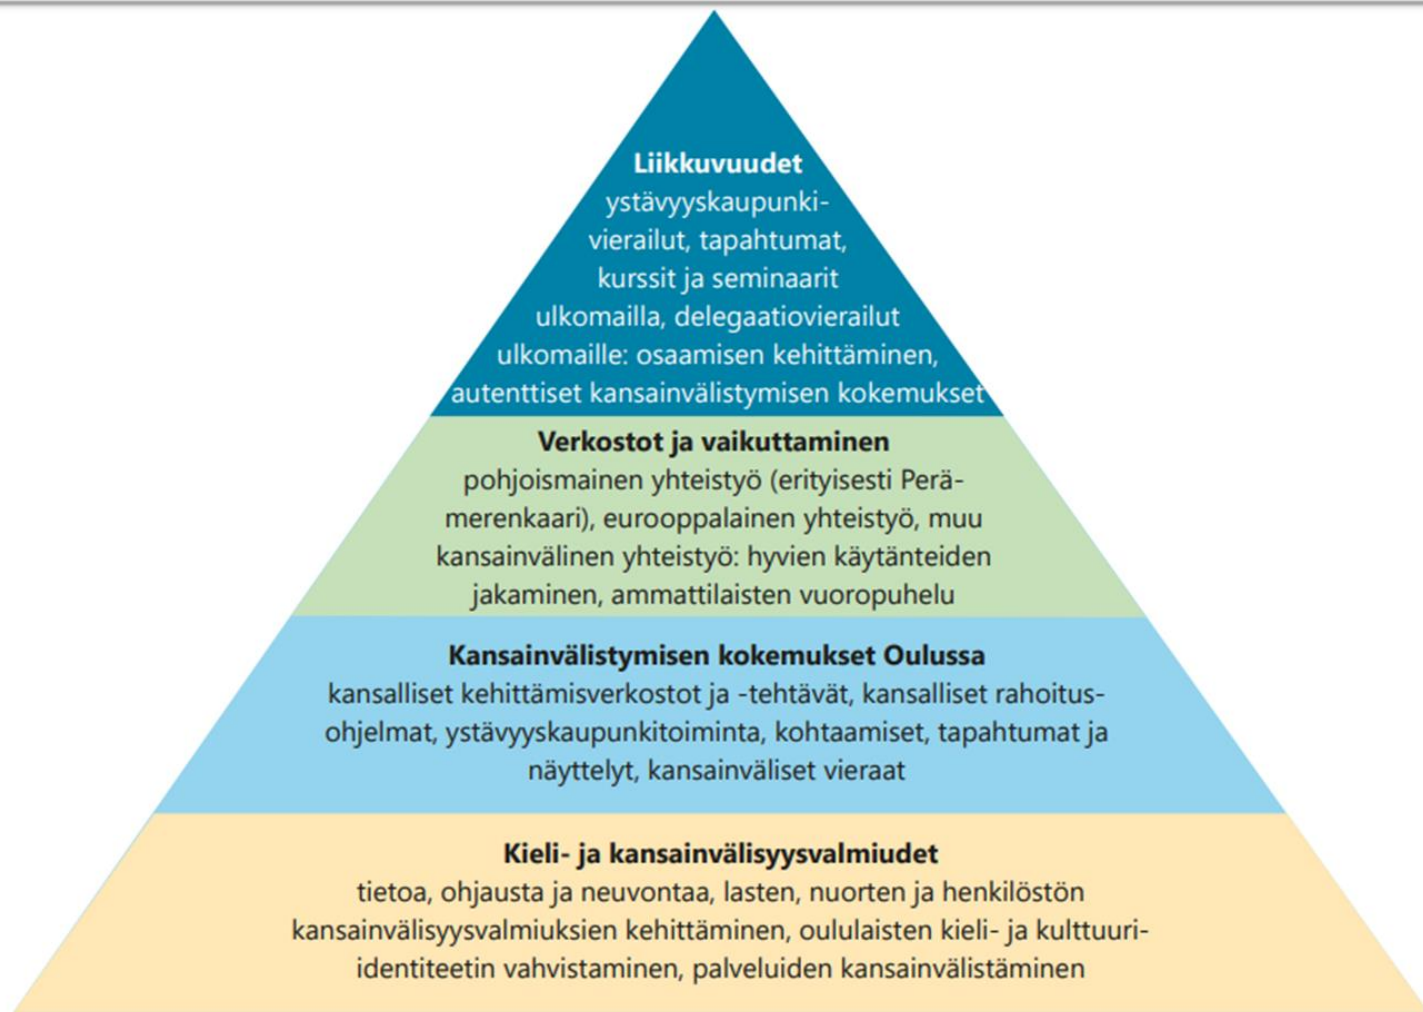 Liikkuvuudet
ystävyyskaupunki-
vierailut, tapahtumat,
kurssit ja seminaarit
ulkomailla, delegaatiovierailut
ulkomaille: osaamisen kehittäminen,
autenttiset kansainvälistymisen kokemukset
Verkostot ja vaikuttaminen
pohjoismainen yhteistyö (erityisesti Perä-
merenkaari), eurooppalainen yhteistyö, muu
kansainvälinen yhteistyö: hyvien käytänteiden
jakaminen, ammattilaisten vuoropuhelu
Kansainvälistymisen kokemukset Oulussa
kansalliset kehittämisverkostot ja -tehtävät, kansalliset rahoitus-
ohjelmat, ystävyyskaupunkitoiminta, kohtaamiset, tapahtumat ja
näyttelyt, kansainväliset vieraat
Kieli- ja kansainvälisyysvalmiudet
tietoa, ohjausta ja neuvontaa, lasten, nuorten ja henkilöstön
kansainvälisyysvalmiuksien kehittäminen, oululaisten kieli- ja kulttuuri-
identiteetin vahvistaminen, palveluiden kansainvälistäminen